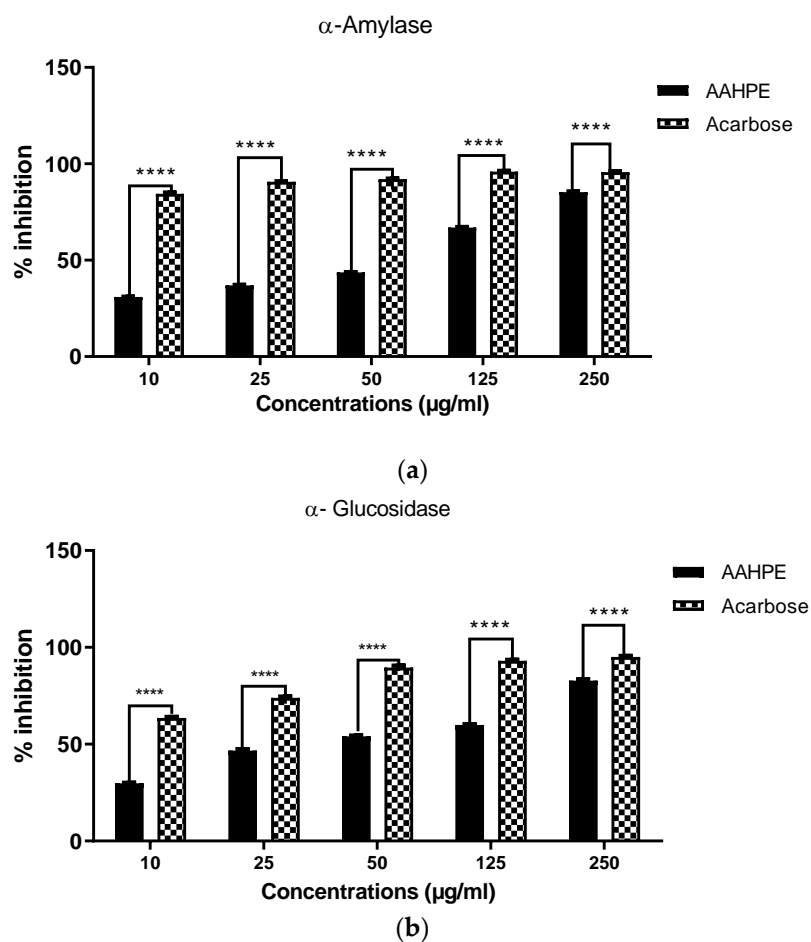 α-Amylase
150
100
50
0
% inhibition
**** **** **** **** ****
10 25 50 125 250
Concentrations (µg/ml)
AAHPE
Acarbose
(a)
α- Glucosidase
150
100
50
0
% inhibition
**** **** **** **** ****
10 25 50 125 250
Concentrations (µg/ml)
AAHPE
Acarbose
(b)